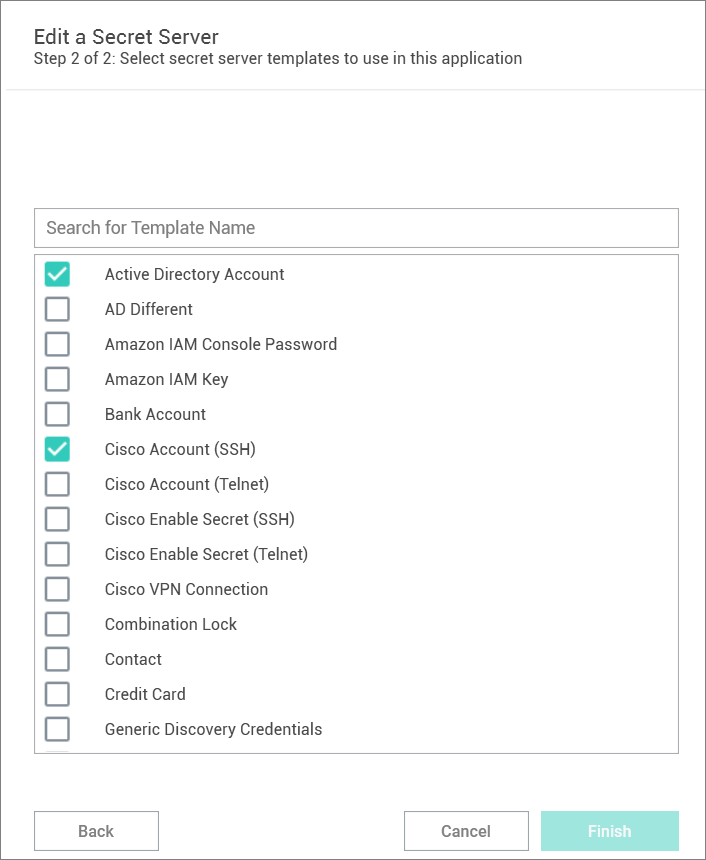 Edit a Secret Server
Step 2 of 2: Select secret server templates to use in this application
Search for Template Name
Active Directory Account
AD Different
Amazon IAM Console Password
Amazon IAM Key
Bank Account
Cisco Account (SSH)
Cisco Account (Telnet)
Cisco Enable Secret (SSH)
Cisco Enable Secret (Telnet)
Cisco VPN Connection
Combination Lock
Contact
Credit Card
Generic Discovery Credentials
Back Cancel Finish